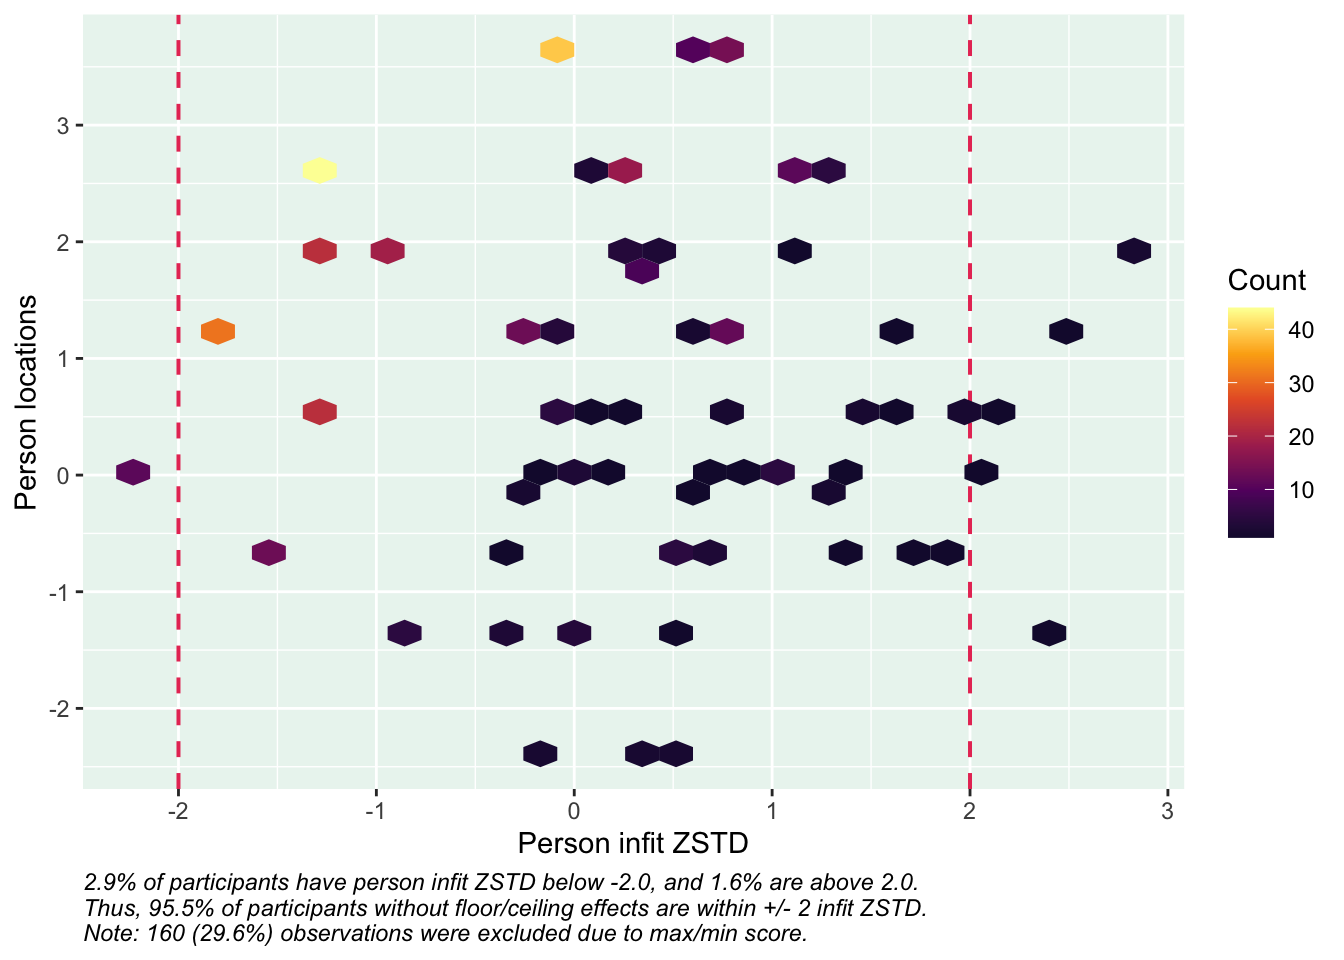 3
2
1
0
-1
-2
Person locations
-2
-1
0
1
2
3
Person infit ZSTD
Count
40
30
20
10
2.9% of participants have person infit ZSTD below -2.0, and 1.6% are above 2.0.
Thus, 95.5% of participants without floor/ceiling effects are within +/- 2 infit ZSTD.
Note: 160 (29.6%) observations were excluded due to max/min score.